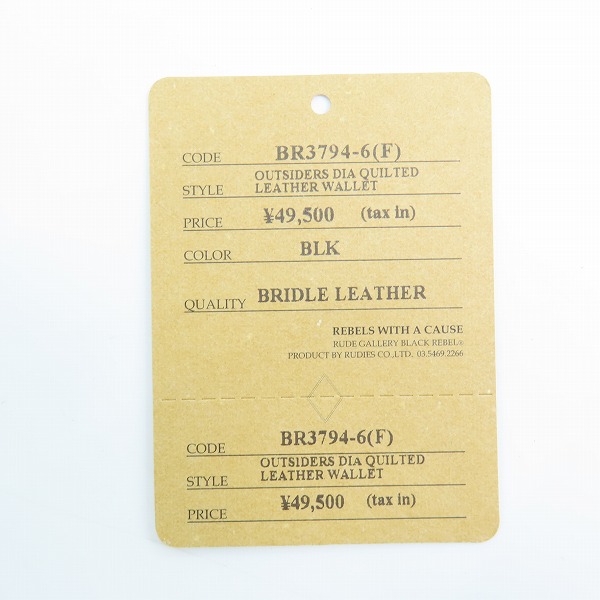 CODE BR3794-6(F)
STYLE OUTSIDERS DIA QUILTED
LEATHER WALLET
PRICE ¥49,500 (tax in)
COLOR BLK
QUALITY BRIDLE LEATHER
REBELS WITH A CAUSE
RUDE GALLERY BLACK REBEL®
PRODUCT BY RUDIES CO.,LTD. 03.5469.2266
CODE BR3794-6(F)
STYLE OUTSIDERS DIA QUILTED
LEATHER WALLET
PRICE ¥49,500 (tax in)